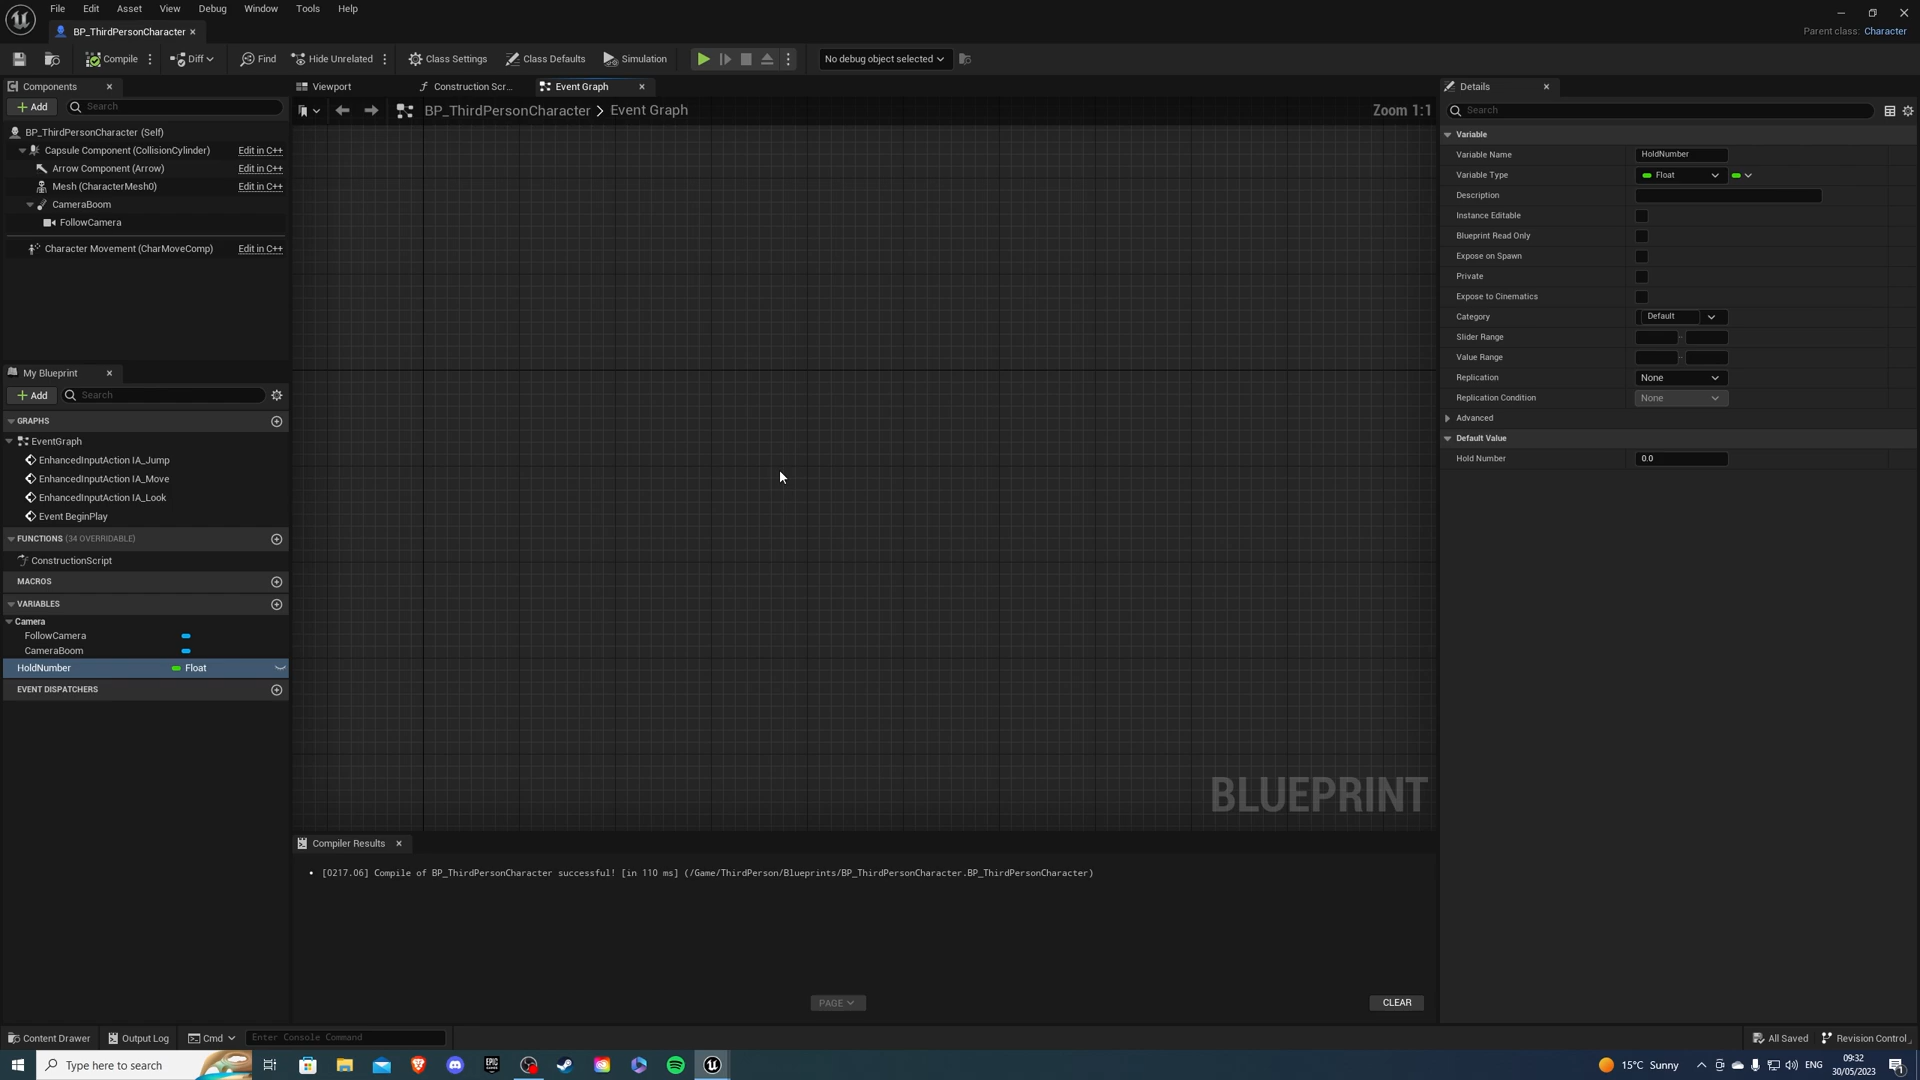 File Edit Asset View Debug Window Tools Help
BP_ThirdPersonCharacter
Parent class: Character
Compile Diff Find Hide Unrelated Class Settings Class Defaults Simulation No debug object selected
Components
Add Search
BP_ThirdPersonCharacter (Self)
Capsule Component (CollisionCylinder) Edit in C++
Arrow Component (Arrow) Edit in C++
Mesh (CharacterMesh0) Edit in C++
CameraBoom
FollowCamera
Character Movement (CharMoveComp) Edit in C++
My Blueprint
Add Search
GRAPHS
EventGraph
EnhancedInputAction IA_Jump
EnhancedInputAction IA_Move
EnhancedInputAction IA_Look
Event BeginPlay
FUNCTIONS (34 OVERRIDABLE)
ConstructionScript
MACROS
VARIABLES
Camera
FollowCamera
CameraBoom
HoldNumber Float
EVENT DISPATCHERS
Viewport Construction Scr... Event Graph
BP_ThirdPersonCharacter > Event Graph Zoom 1:1
BLUEPRINT
Compiler Results
[0217.06] Compile of BP_ThirdPersonCharacter successful! [in 110 ms] (/Game/ThirdPerson/Blueprints/BP_ThirdPersonCharacter.BP_ThirdPersonCharacter)
PAGE CLEAR
Details
Search
Variable
Variable Name HoldNumber
Variable Type Float
Description
Instance Editable
Blueprint Read Only
Expose on Spawn
Private
Expose to Cinematics
Category Default
Slider Range
Value Range
Replication None
Replication Condition None
Advanced
Default Value
Hold Number 0.0
Content Drawer Output Log Cmd Enter Console Command All Saved Revision Control
Type here to search
EPIC GAMES
15°C Sunny ENG 09:32
30/05/2023